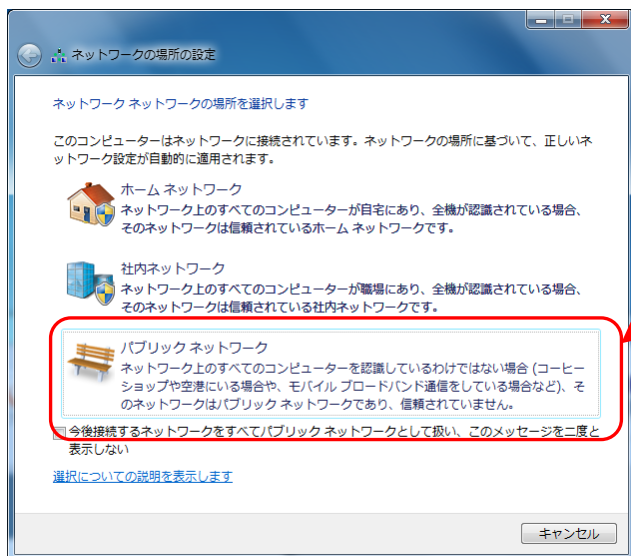 ネットワークの場所の設定
ネットワーク ネットワークの場所を選択します
このコンピューターはネットワークに接続されています。ネットワークの場所に基づいて、正しいネ
ットワーク設定が自動的に適用されます。
ホーム ネットワーク
ネットワーク上のすべてのコンピューターが自宅にあり、全機が認識されている場合、
そのネットワークは信頼されているホーム ネットワークです。
社内ネットワーク
ネットワーク上のすべてのコンピューターが職場にあり、全機が認識されている場合、
そのネットワークは信頼されている社内ネットワークです。
パブリック ネットワーク
ネットワーク上のすべてのコンピューターを認識しているわけではない場合 (コーヒー
ショップや空港にいる場合や、モバイル ブロードバンド通信をしている場合など)、そ
のネットワークはパブリック ネットワークであり、信頼されていません。
今後接続するネットワークをすべてパブリック ネットワークとして扱い、このメッセージを二度と
表示しない
選択についての説明を表示します
キャンセル